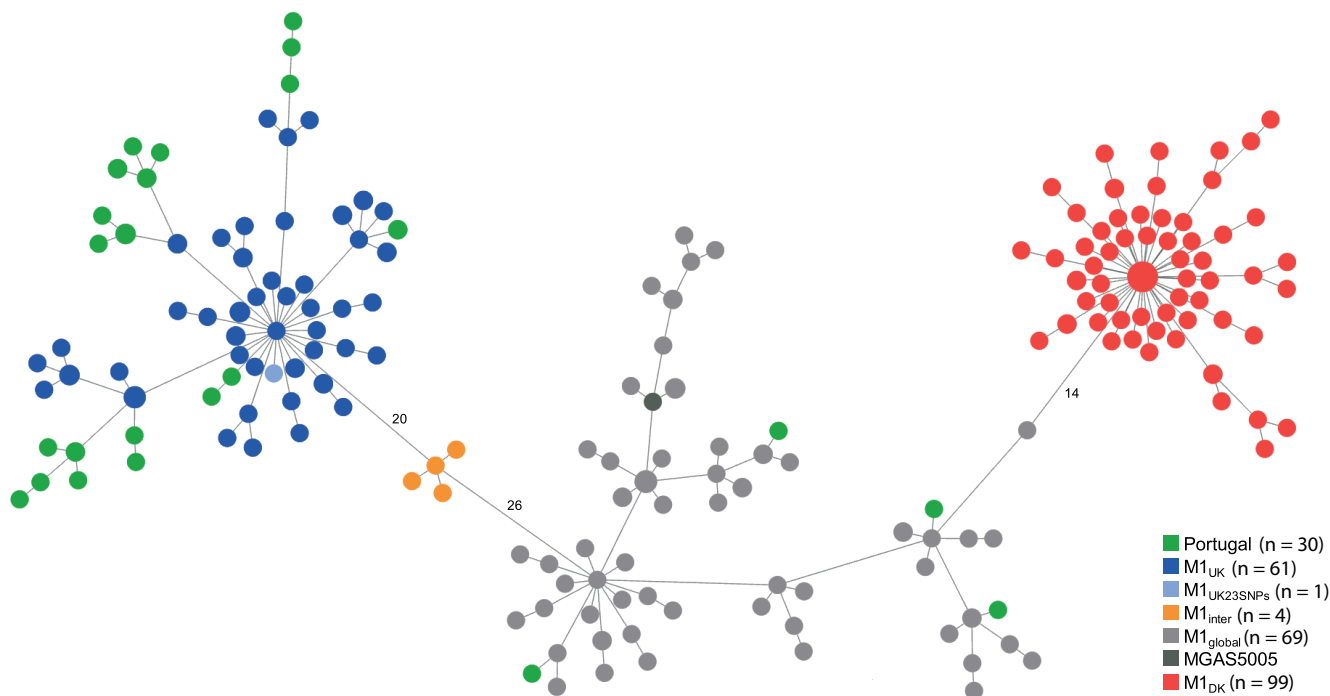 14
20
26
Portugal (n = 30)
M1UK (n = 61)
M1UK23SNPs (n = 1)
M1inter (n = 4)
M1global (n = 69)
MGAS5005
M1DK (n = 99)